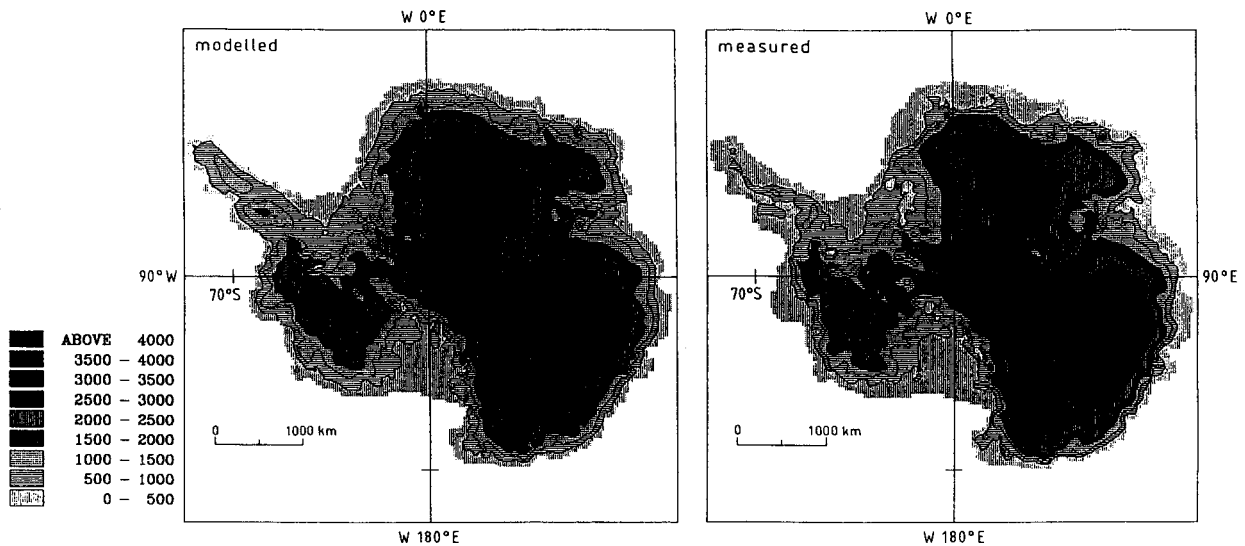 W 0°E
W 0°E
modelled
measured
90°W
70°S
70°S
90°E
ABOVE 4000
3500 – 4000
3000 – 3500
2500 – 3000
2000 – 2500
1500 – 2000
1000 – 1500
500 – 1000
0 – 500
0 1000 km
0 1000 km
W 180°E
W 180°E